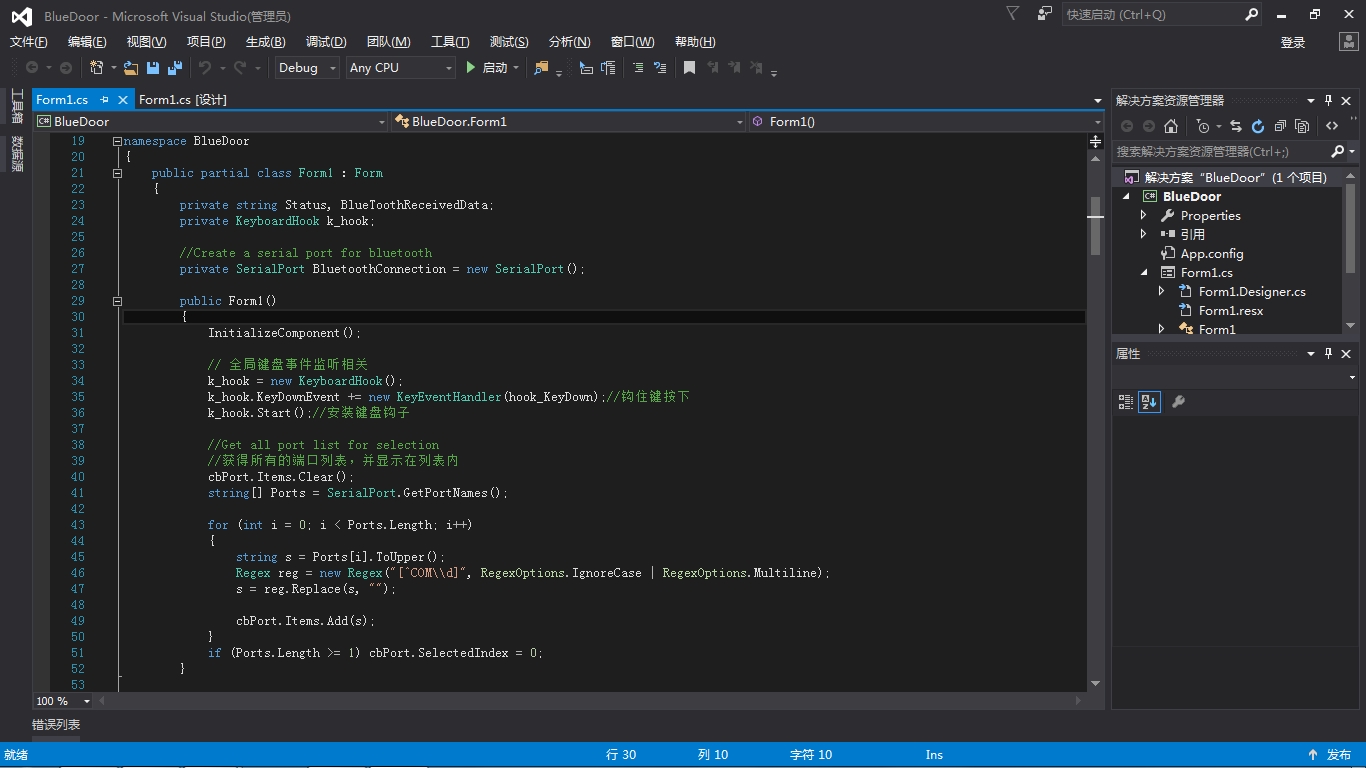 BlueDoor - Microsoft Visual Studio(管理员)
快速启动 (Ctrl+Q)
文件(F) 编辑(E) 视图(V) 项目(P) 生成(B) 调试(D) 团队(M) 工具(T) 测试(S) 分析(N) 窗口(W) 帮助(H)
登录
Debug Any CPU 启动
工具箱
数据源
Form1.cs Form1.cs [设计]
BlueDoor BlueDoor.Form1 Form1()
19 namespace BlueDoor
20 {
21 public partial class Form1 : Form
22 {
23 private string Status, BlueToothReceivedData;
24 private KeyboardHook k_hook;
25
26 //Create a serial port for bluetooth
27 private SerialPort BluetoothConnection = new SerialPort();
28
29 public Form1()
30 {
31 InitializeComponent();
32
33 // 全局键盘事件监听相关
34 k_hook = new KeyboardHook();
35 k_hook.KeyDownEvent += new KeyEventHandler(hook_KeyDown);//钩住键按下
36 k_hook.Start();//安装键盘钩子
37
38 //Get all port list for selection
39 //获得所有的端口列表，并显示在列表内
40 cbPort.Items.Clear();
41 string[] Ports = SerialPort.GetPortNames();
42
43 for (int i = 0; i < Ports.Length; i++)
44 {
45 string s = Ports[i].ToUpper();
46 Regex reg = new Regex("[^COM\\d]", RegexOptions.IgnoreCase | RegexOptions.Multiline);
47 s = reg.Replace(s, "");
48
49 cbPort.Items.Add(s);
50 }
51 if (Ports.Length >= 1) cbPort.SelectedIndex = 0;
52 }
53
100 %
错误列表
解决方案资源管理器
搜索解决方案资源管理器(Ctrl+;)
解决方案 "BlueDoor" (1 个项目)
C# BlueDoor
Properties
引用
App.config
Form1.cs
Form1.Designer.cs
Form1.resx
Form1
属性
就绪 行 30 列 10 字符 10 Ins 发布